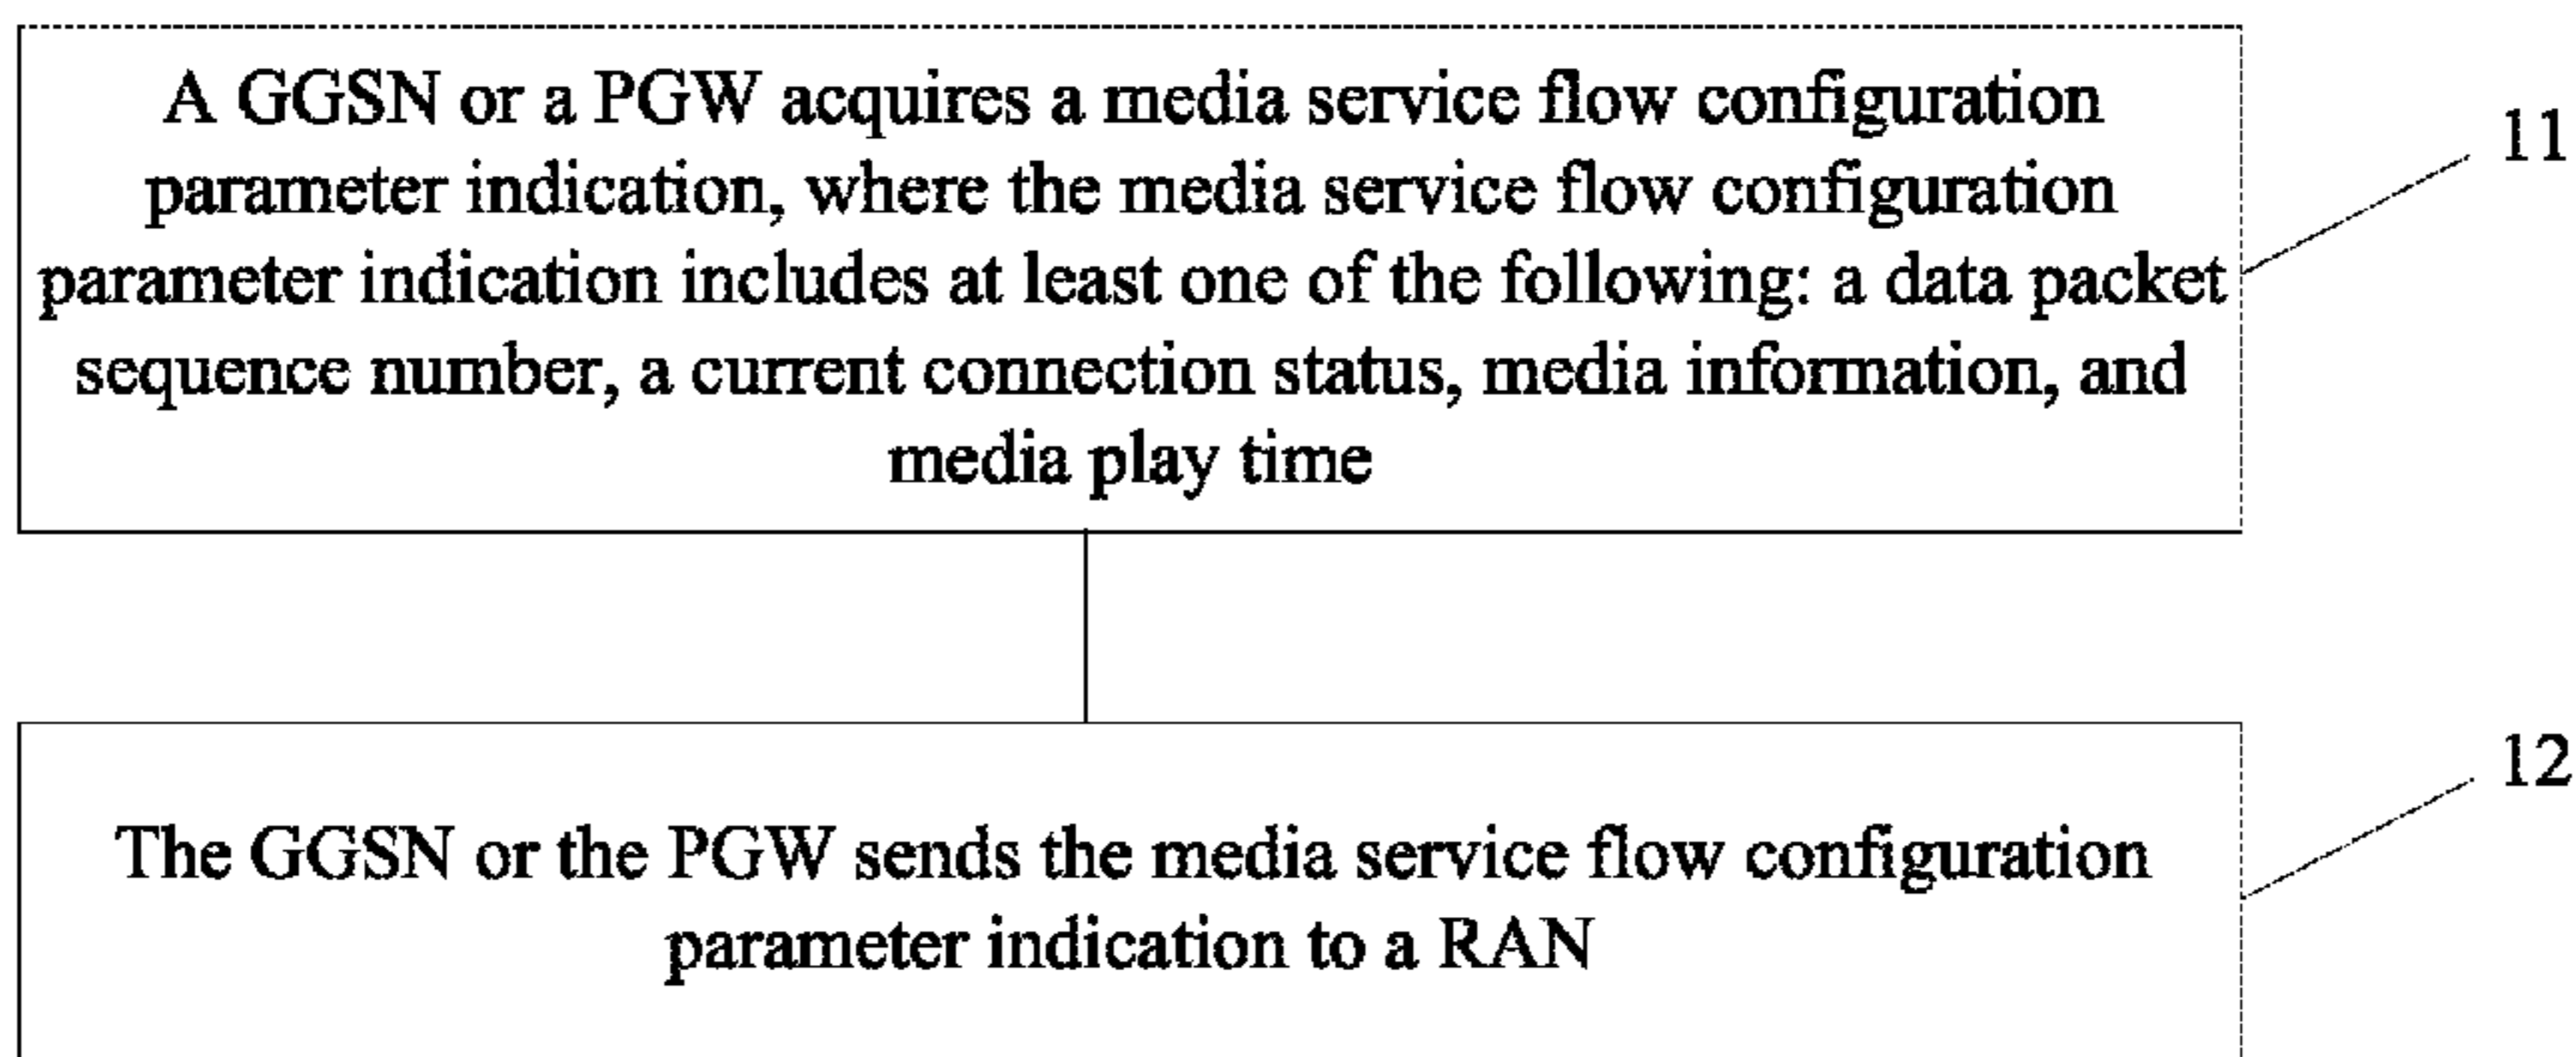 A GGSN or a PGW acquires a media service flow configuration
parameter indication, where the media service flow configuration
parameter indication includes at least one of the following: a data packet
sequence number, a current connection status, media information, and
media play time
11
The GGSN or the PGW sends the media service flow configuration
parameter indication to a RAN
12